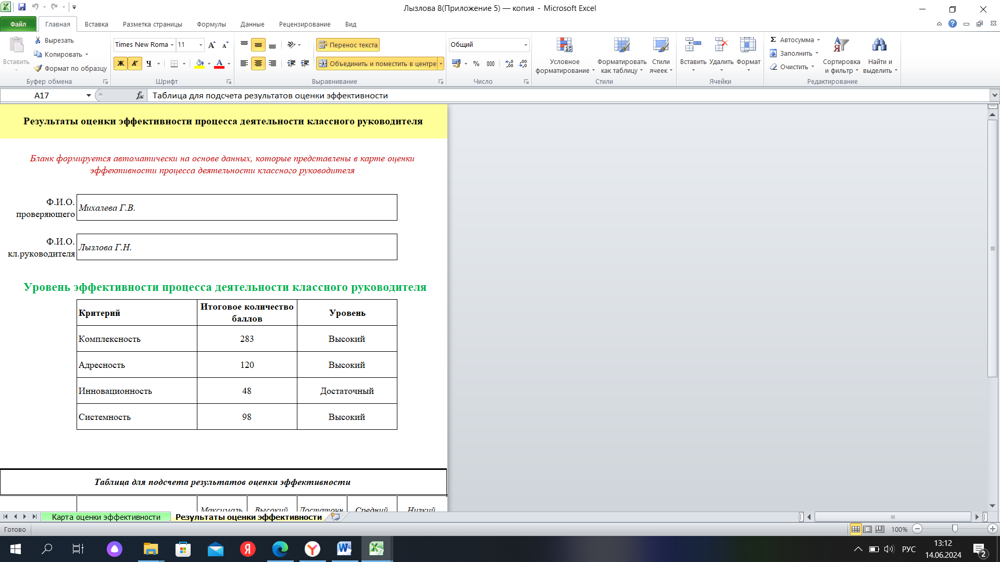 Лызлова 8(Приложение 5) — копия - Microsoft Excel
Файл Главная Вставка Разметка страницы Формулы Данные Рецензирование Вид
Вставить
Вырезать
Копировать
Формат по образцу
Буфер обмена
Times New Roma 11
Ж К Ч
Шрифт
Перенос текста
Объединить и поместить в центре
Выравнивание
Общий
% 000
Число
Условное форматирование
Форматировать как таблицу
Стили ячеек
Стили
Вставить Удалить Формат
Ячейки
Σ Автосумма
Заполнить
Очистить
Сортировка и фильтр
Найти и выделить
Редактирование
A17 fx Таблица для подсчета результатов оценки эффективности
Результаты оценки эффективности процесса деятельности классного руководителя
Бланк формируется автоматически на основе данных, которые представлены в карте оценки
эффективности процесса деятельности классного руководителя
Ф.И.О.
проверяющего
Михалева Г.В.
Ф.И.О.
кл.руководителя
Лызлова Г.Н.
Уровень эффективности процесса деятельности классного руководителя
Критерий Итоговое количество баллов Уровень
Комплексность 283 Высокий
Адресность 120 Высокий
Инновационность 48 Достаточный
Системность 98 Высокий
Таблица для подсчета результатов оценки эффективности
Максималь Высокий Достаточн Средний Низкий
Карта оценки эффективности Результаты оценки эффективности
Готово 100%
РУС
13:12
14.06.2024
2